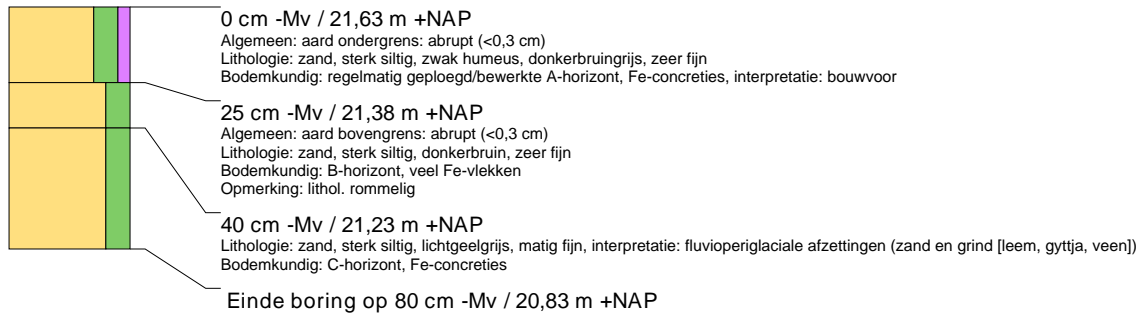 0 cm -Mv / 21,63 m +NAP
Algemeen: aard ondergrens: abrupt (<0,3 cm)
Lithologie: zand, sterk siltig, zwak humeus, donkerbruingrijs, zeer fijn
Bodemkundig: regelmatig geploegd/bewerkte A-horizont, Fe-concreties, interpretatie: bouwvoor
25 cm -Mv / 21,38 m +NAP
Algemeen: aard bovengrens: abrupt (<0,3 cm)
Lithologie: zand, sterk siltig, donkerbruin, zeer fijn
Bodemkundig: B-horizont, veel Fe-vlekken
Opmerking: lithol. rommelig
40 cm -Mv / 21,23 m +NAP
Lithologie: zand, sterk siltig, lichtgeelgrijs, matig fijn, interpretatie: fluvioperiglaciale afzettingen (zand en grind [leem, gyttja, veen])
Bodemkundig: C-horizont, Fe-concreties
Einde boring op 80 cm -Mv / 20,83 m +NAP